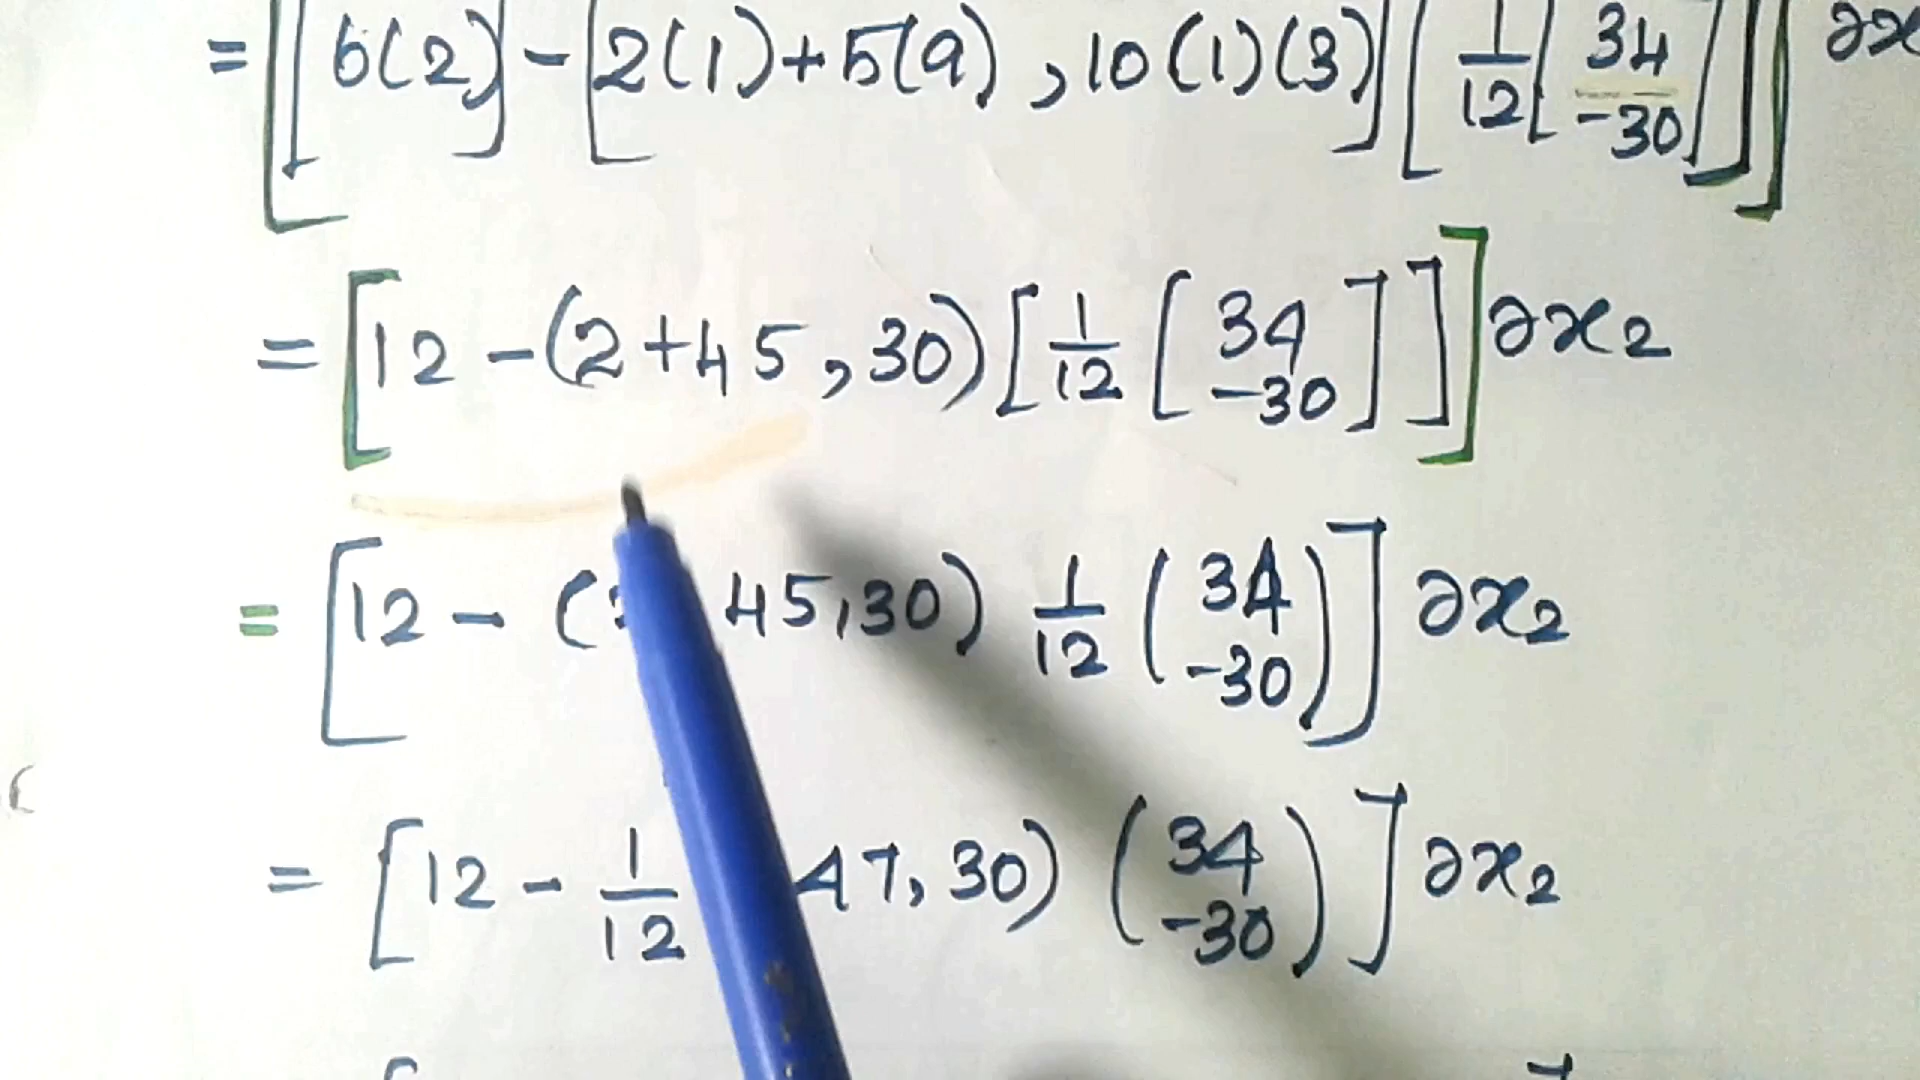 = [[6(2)] - [2(1)+5(9), 10(1)(3)] [1/12 [34 -30]]] ∂x
= [12 - (2+45, 30) [1/12 [34 -30]]] ∂x₂
= [12 - ( 45,30) 1/12 (34 -30)] ∂x₂
= [12 - 1/12 47, 30) (34 -30)] ∂x₂